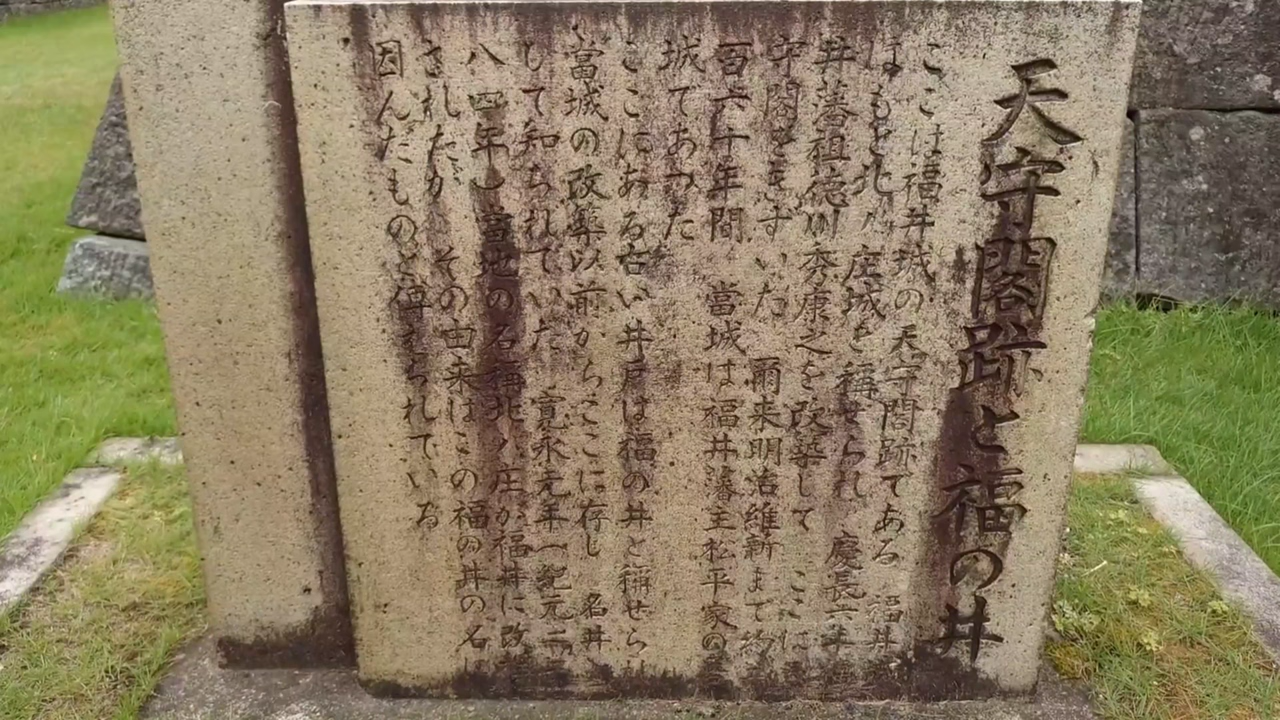 天守閣跡と福の井
ここは福井城の天守閣跡である 福井城
はもと北ノ庄城と稱せられ 慶長六年
井藩祖徳川秀康之を改築して ここに
守閣をきずいた 爾来明治維新まで約
百六十年間 當城は福井藩主松平家の
城であつた
ここにある古い井戸は福の井と稱せら
當城の改築以前からここに存し 名井
して知られていた 寛永元年(紀元二二
八四年)當地の名稱北ノ庄が福井に改
されたが その由来はこの福の井の名
因んだものと傳えられている